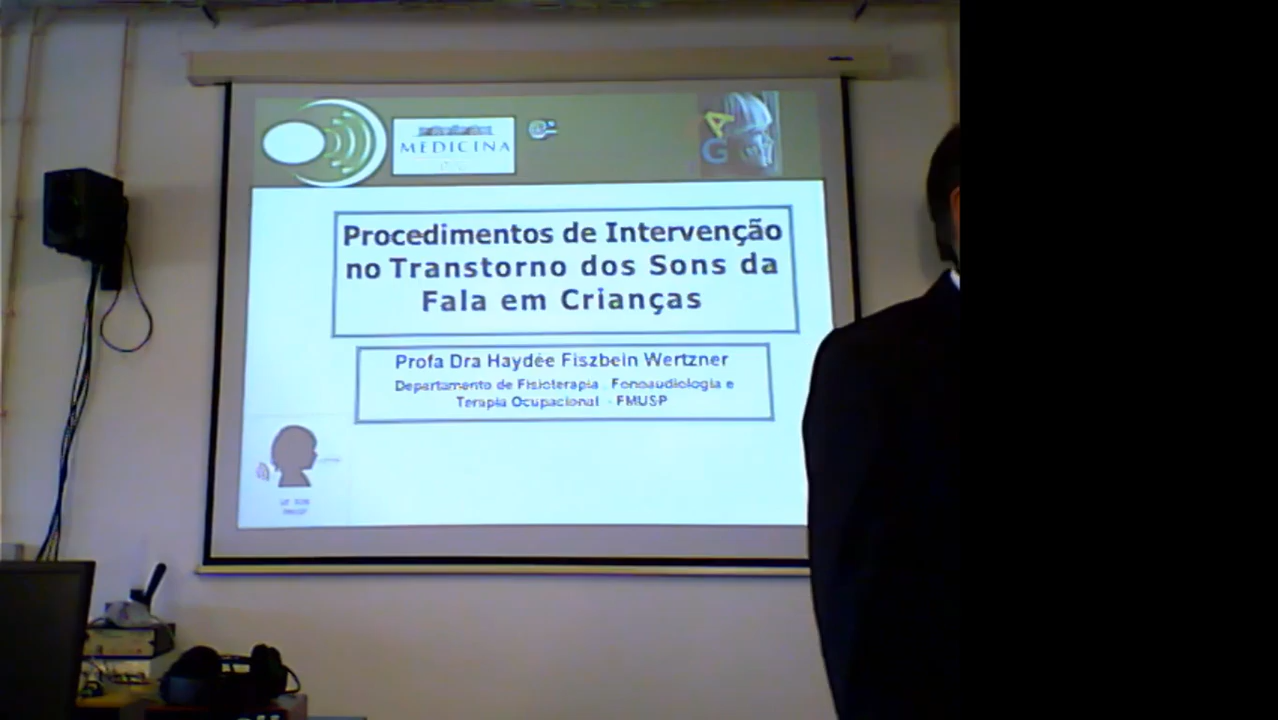 MEDICINA
A
G
Procedimentos de Intervenção
no Transtorno dos Sons da
Fala em Crianças
Profa Dra Haydée Fiszbein Wertzner
Departamento de Fisioterapia . Fonoaudiologia e
Terapia Ocupacional - FMUSP